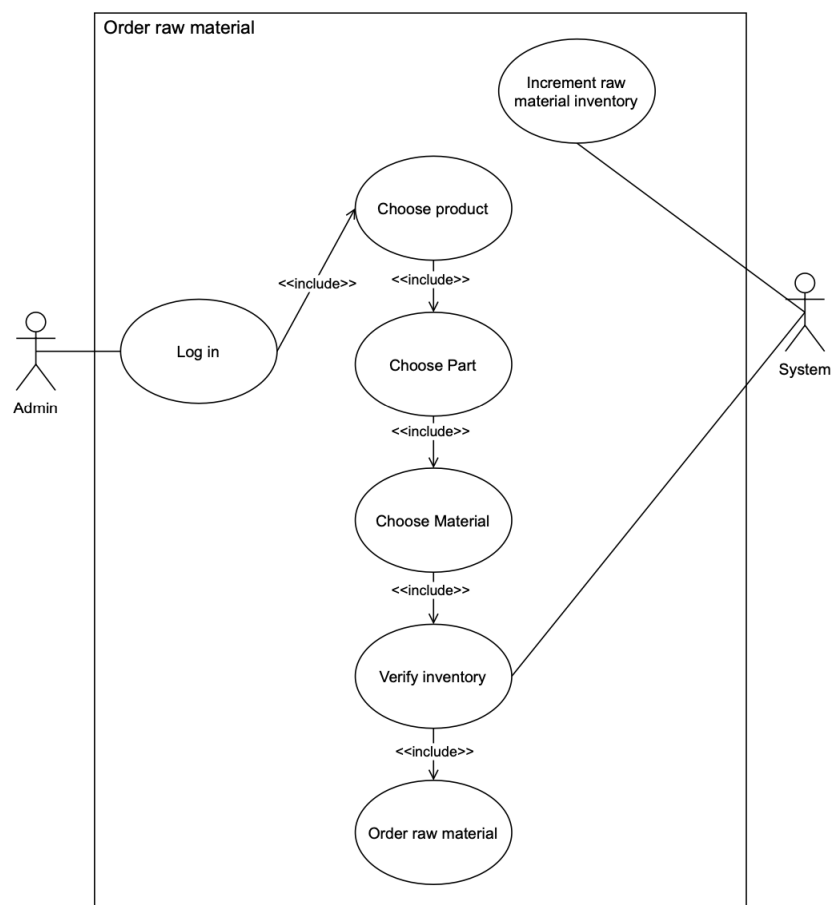 Order raw material
Increment raw
material inventory
Choose product
<<include>>
<<include>>
Log in
Choose Part
System
Admin
<<include>>
Choose Material
<<include>>
Verify inventory
<<include>>
Order raw material